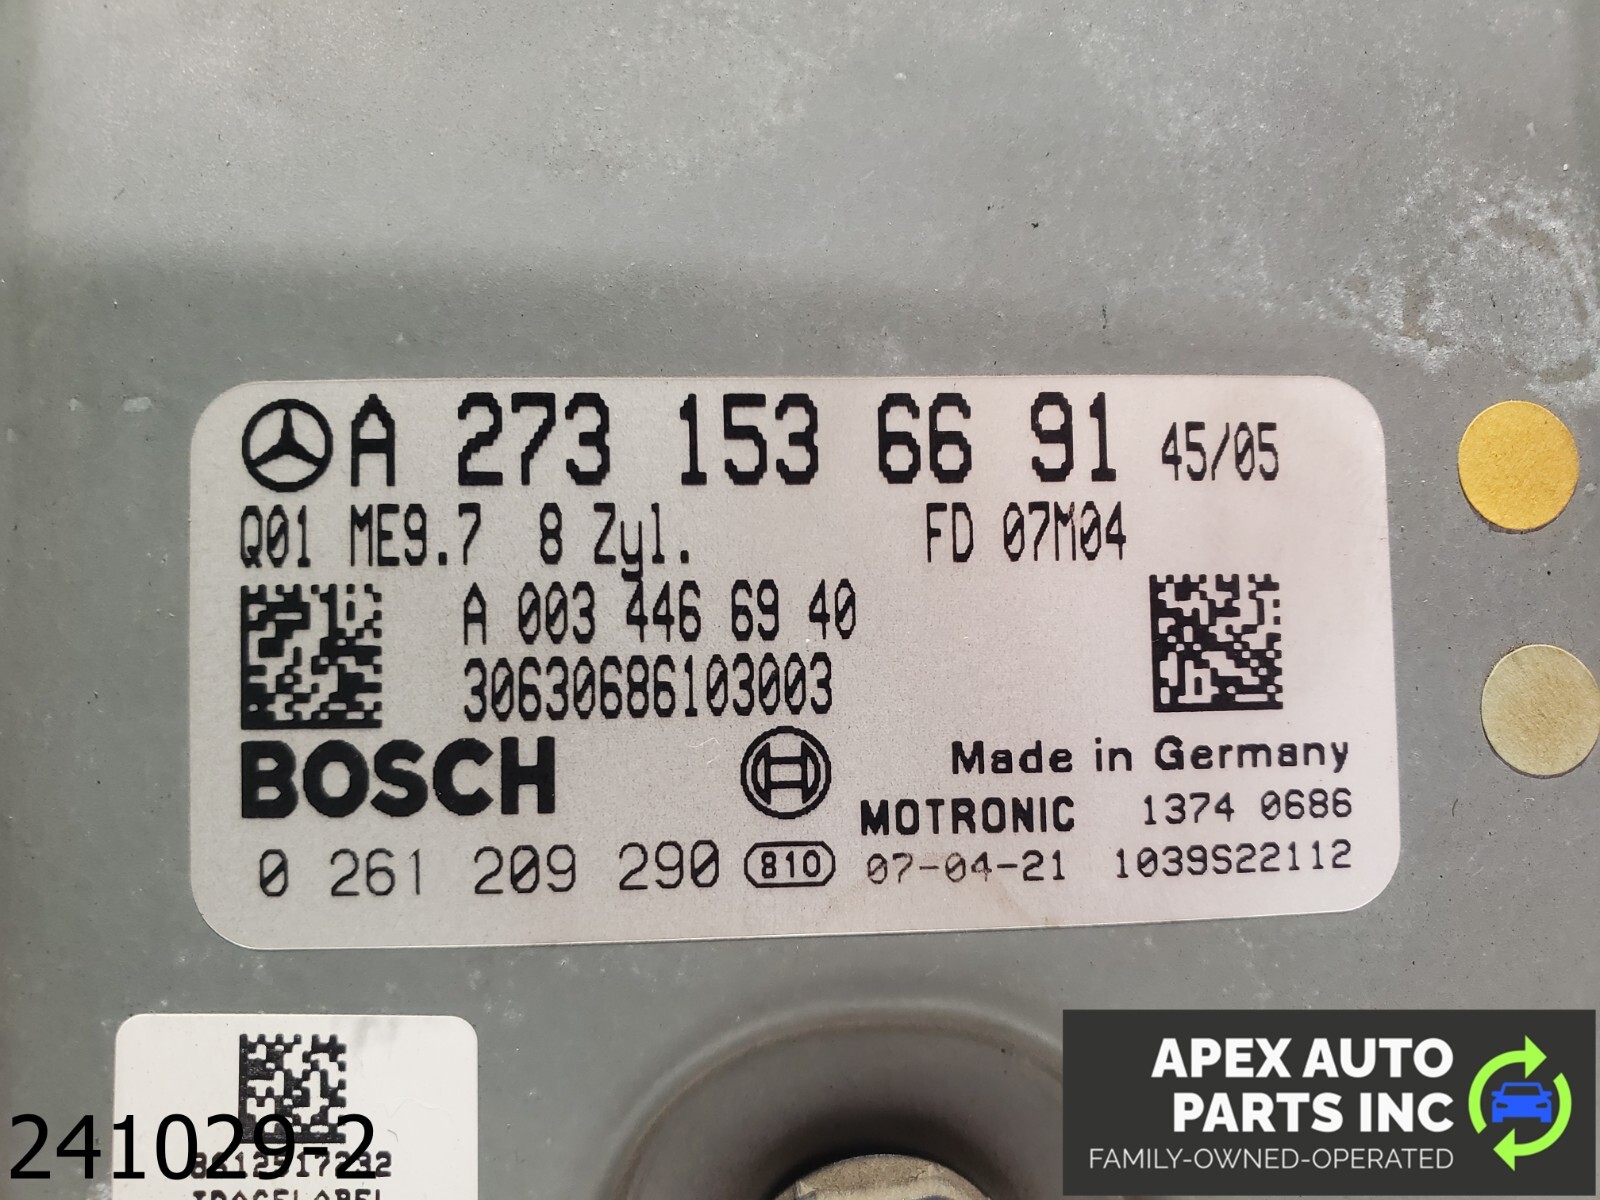 A 273 153 66 91 45/05
Q01 ME9.7 8 Zyl. FD 07M04
A 003 446 69 40
30630686103003
BOSCH
Made in Germany
MOTRONIC 1374 0686
0 261 209 290 810 07-04-21 1039S22112
241029-2
APEX AUTO
PARTS INC
FAMILY-OWNED-OPERATED